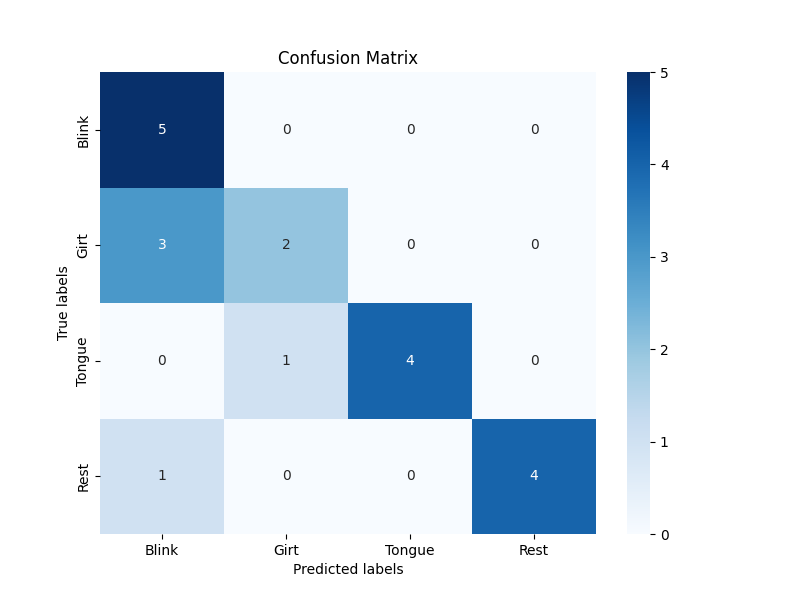 Confusion Matrix
True labels
Blink 5 0 0 0
Girt 3 2 0 0
Tongue 0 1 4 0
Rest 1 0 0 4
Blink Girt Tongue Rest
Predicted labels
5
4
3
2
1
0